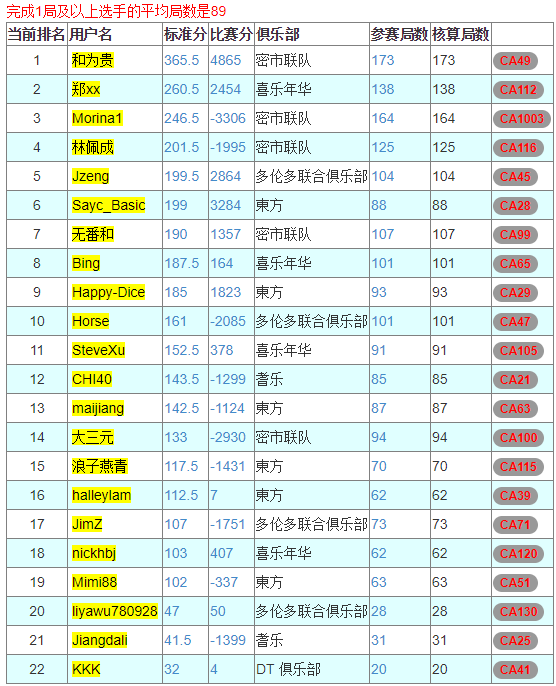 完成1局及以上选手的平均局数是89
当前排名 用户名 标准分 比赛分 俱乐部 参赛局数 核算局数
1 和为贵 365.5 4865 密市联队 173 173 CA49
2 郑xx 260.5 2454 喜乐年华 138 138 CA112
3 Morina1 246.5 -3306 密市联队 164 164 CA1003
4 林佩成 201.5 -1995 密市联队 125 125 CA116
5 Jzeng 199.5 2864 多伦多联合俱乐部 104 104 CA45
6 Sayc_Basic 199 3284 東方 88 88 CA28
7 无番和 190 1357 密市联队 107 107 CA99
8 Bing 187.5 164 喜乐年华 101 101 CA65
9 Happy-Dice 185 1823 東方 93 93 CA29
10 Horse 161 -2085 多伦多联合俱乐部 101 101 CA47
11 SteveXu 152.5 378 喜乐年华 91 91 CA105
12 CHI40 143.5 -1299 耆乐 85 85 CA21
13 maijiang 142.5 -1124 東方 87 87 CA63
14 大三元 133 -2930 密市联队 94 94 CA100
15 浪子燕青 117.5 -1431 東方 70 70 CA115
16 halleylam 112.5 7 東方 62 62 CA39
17 JimZ 107 -1751 多伦多联合俱乐部 73 73 CA71
18 nickhbj 103 407 喜乐年华 62 62 CA120
19 Mimi88 102 -337 東方 63 63 CA51
20 liyawu780928 47 50 多伦多联合俱乐部 28 28 CA130
21 Jiangdali 41.5 -1399 耆乐 31 31 CA25
22 KKK 32 4 DT 俱乐部 20 20 CA41